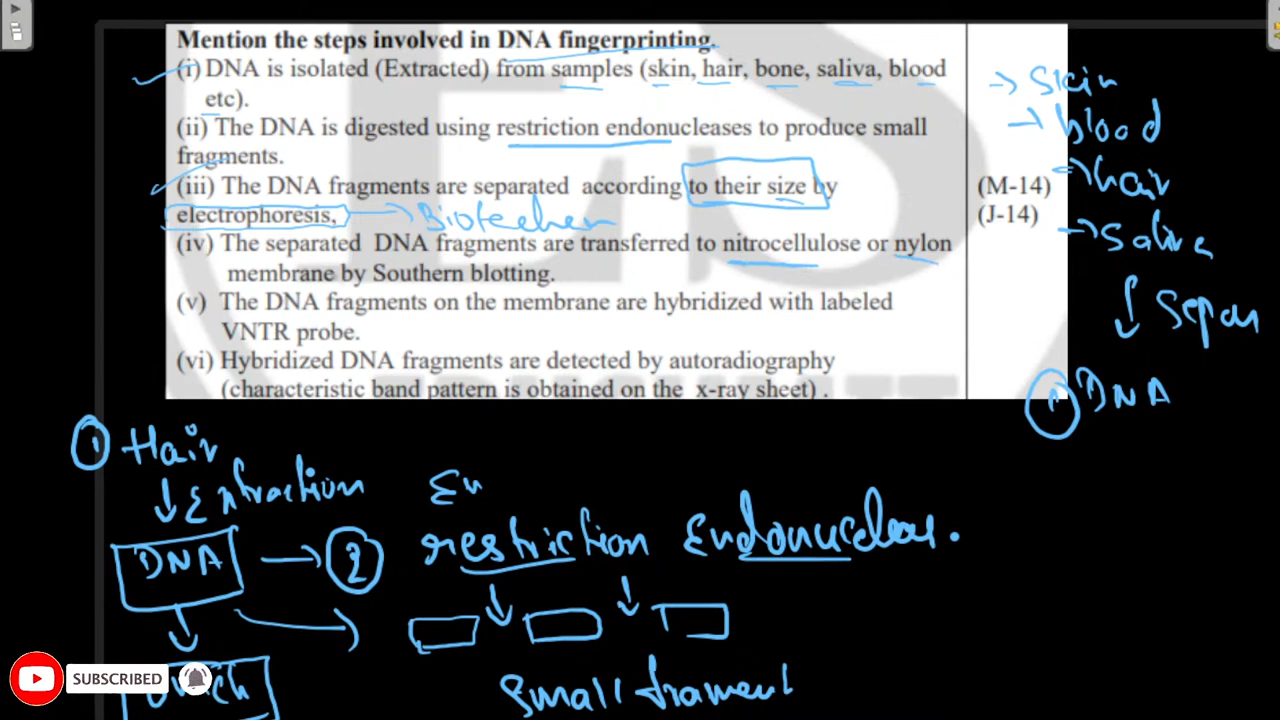 Mention the steps involved in DNA fingerprinting.
(i) DNA is isolated (Extracted) from samples (skin, hair, bone, saliva, blood
etc).
(ii) The DNA is digested using restriction endonucleases to produce small
fragments.
(iii) The DNA fragments are separated according to their size by
electrophoresis.
(iv) The separated DNA fragments are transferred to nitrocellulose or nylon
membrane by Southern blotting.
(v) The DNA fragments on the membrane are hybridized with labeled
VNTR probe.
(vi) Hybridized DNA fragments are detected by autoradiography
(characteristic band pattern is obtained on the x-ray sheet) .
(M-14)
(J-14)
→ Skin
→ blood
→ hair
→ Salive
↓ Separ
1 DNA
1 Hair
↓ Extraction
En
DNA → 2 restriction Endonuclear.
small frament
SUBSCRIBED